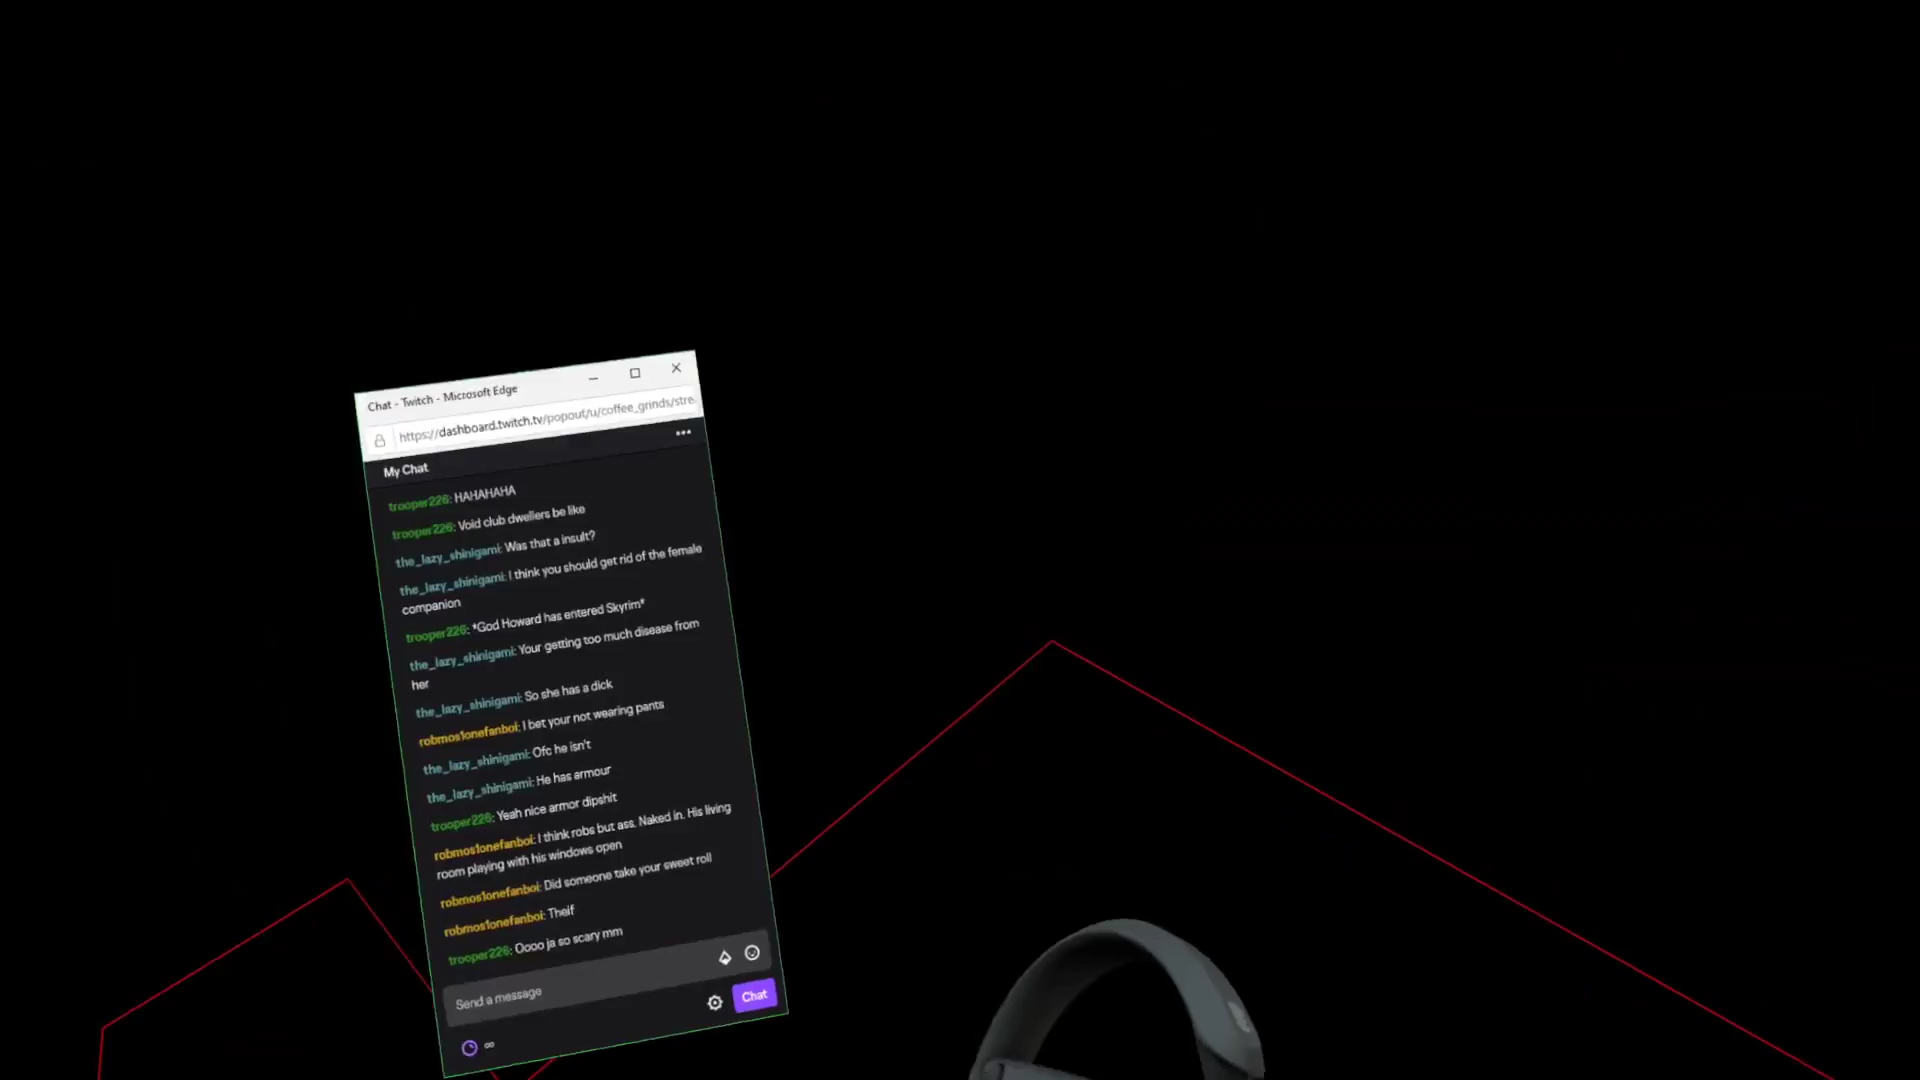 Chat - Twitch - Microsoft Edge
https://dashboard.twitch.tv/popout/u/coffee_grinds/stre
My Chat
trooper226: HAHAHAHA
trooper226: Void club dwellers be like
the_lazy_shinigami: Was that a insult?
the_lazy_shinigami: I think you should get rid of the female
companion
trooper226: *God Howard has entered Skyrim*
the_lazy_shinigami: Your getting too much disease from
her
the_lazy_shinigami: So she has a dick
robmos1onefanboi: I bet your not wearing pants
the_lazy_shinigami: Ofc he isn't
the_lazy_shinigami: He has armour
trooper226: Yeah nice armor dipshit
robmos1onefanboi: I think robs but ass. Naked in. His living
room playing with his windows open
robmos1onefanboi: Did someone take your sweet roll
robmos1onefanboi: Theif
trooper226: Oooo ja so scary mm
Send a message
Chat
∞